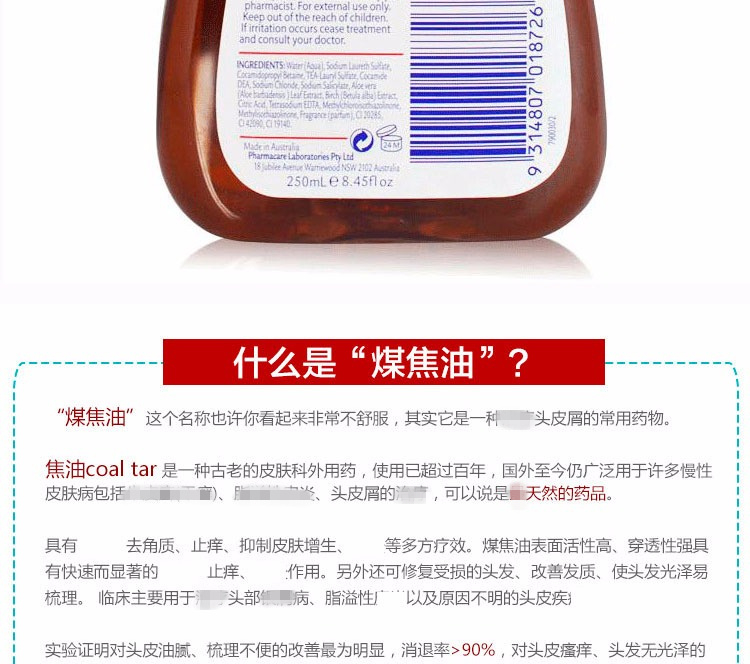 pharmacist. For external use only.
Keep out of the reach of children.
If irritation occurs cease treatment
and consult your doctor.
INGREDIENTS: Water (Aqua), Sodium Laureth Sulfate,
Cocamidopropyl Betaine, TEA-Lauryl Sulfate, Cocamide
DEA, Sodium Chloride, Sodium Salicylate, Aloe vera
(Aloe barbadensis) Leaf Extract, Birch (Betula alba) Extract,
Citric Acid, Tetrasodium EDTA, Methylchloroisothiazolinone,
Methylisothiazolinone, Fragrance (parfum), CI 20285,
CI 42090, CI 19140.
24 M
Made in Australia
Pharmacare Laboratories Pty Ltd
18 Jubilee Avenue Warriewood NSW 2102 Australia
250mL e 8.45fl oz
9 314807 018726
790030/2
什么是“煤焦油”？
“煤焦油”这个名称也许你看起来非常不舒服，其实它是一种头皮屑的常用药物。
焦油coal tar 是一种古老的皮肤科外用药，使用已超过百年，国外至今仍广泛用于许多慢性
皮肤病包括)、、头皮屑的，可以说是天然的药品。
具有 去角质、止痒、抑制皮肤增生、 等多方疗效。煤焦油表面活性高、穿透性强具
有快速而显著的 止痒、 作用。另外还可修复受损的头发、改善发质、使头发光泽易
梳理。 临床主要用于头部病、脂溢性以及原因不明的头皮疾
实验证明对头皮油腻、梳理不便的改善最为明显，消退率>90%，对头皮瘙痒、头发无光泽的